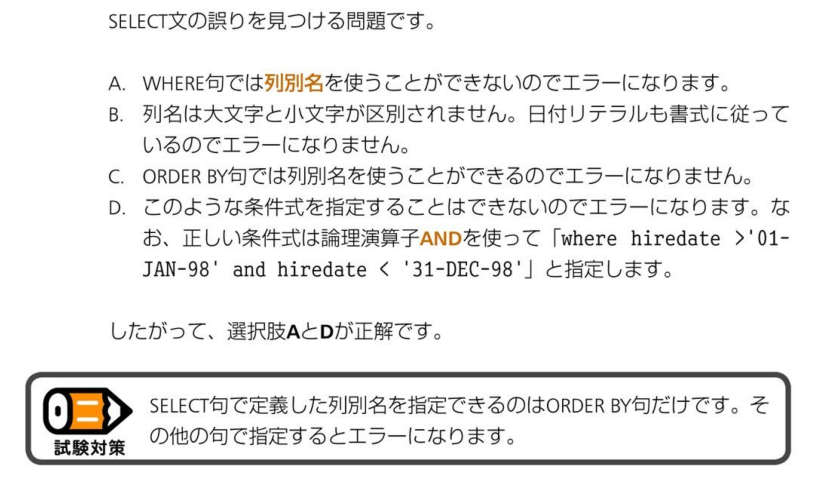 SELECT文の誤りを見つける問題です。
A. WHERE句では列別名を使うことができないのでエラーになります。
B. 列名は大文字と小文字が区別されません。日付リテラルも書式に従って
いるのでエラーになりません。
C. ORDER BY句では列別名を使うことができるのでエラーになりません。
D. このような条件式を指定することはできないのでエラーになります。な
お、正しい条件式は論理演算子ANDを使って「where hiredate >'01-
JAN-98' and hiredate < '31-DEC-98'」と指定します。
したがって、選択肢AとDが正解です。
SELECT句で定義した列別名を指定できるのはORDER BY句だけです。そ
の他の句で指定するとエラーになります。
試験対策